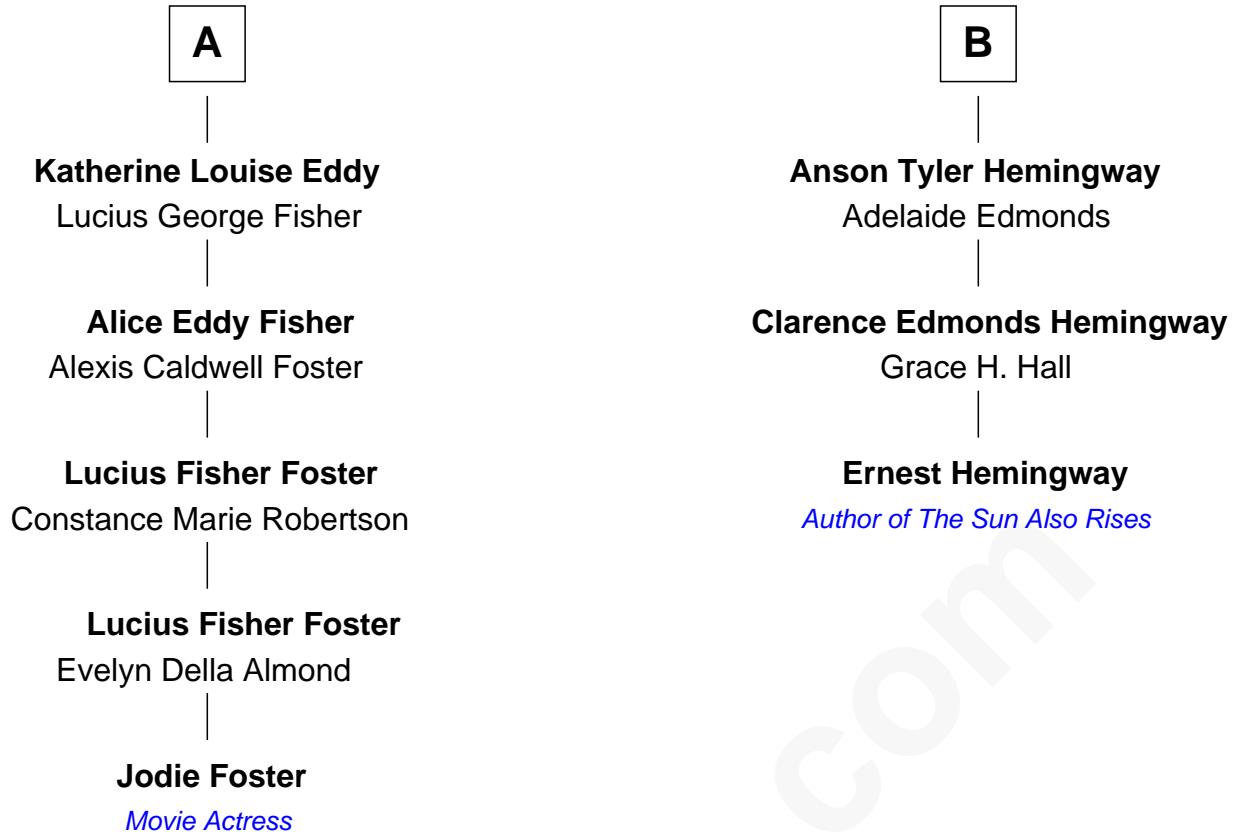 A
Katherine Louise Eddy
Lucius George Fisher
Alice Eddy Fisher
Alexis Caldwell Foster
Lucius Fisher Foster
Constance Marie Robertson
Lucius Fisher Foster
Evelyn Della Almond
Jodie Foster
Movie Actress
B
Anson Tyler Hemingway
Adelaide Edmonds
Clarence Edmonds Hemingway
Grace H. Hall
Ernest Hemingway
Author of The Sun Also Rises
com